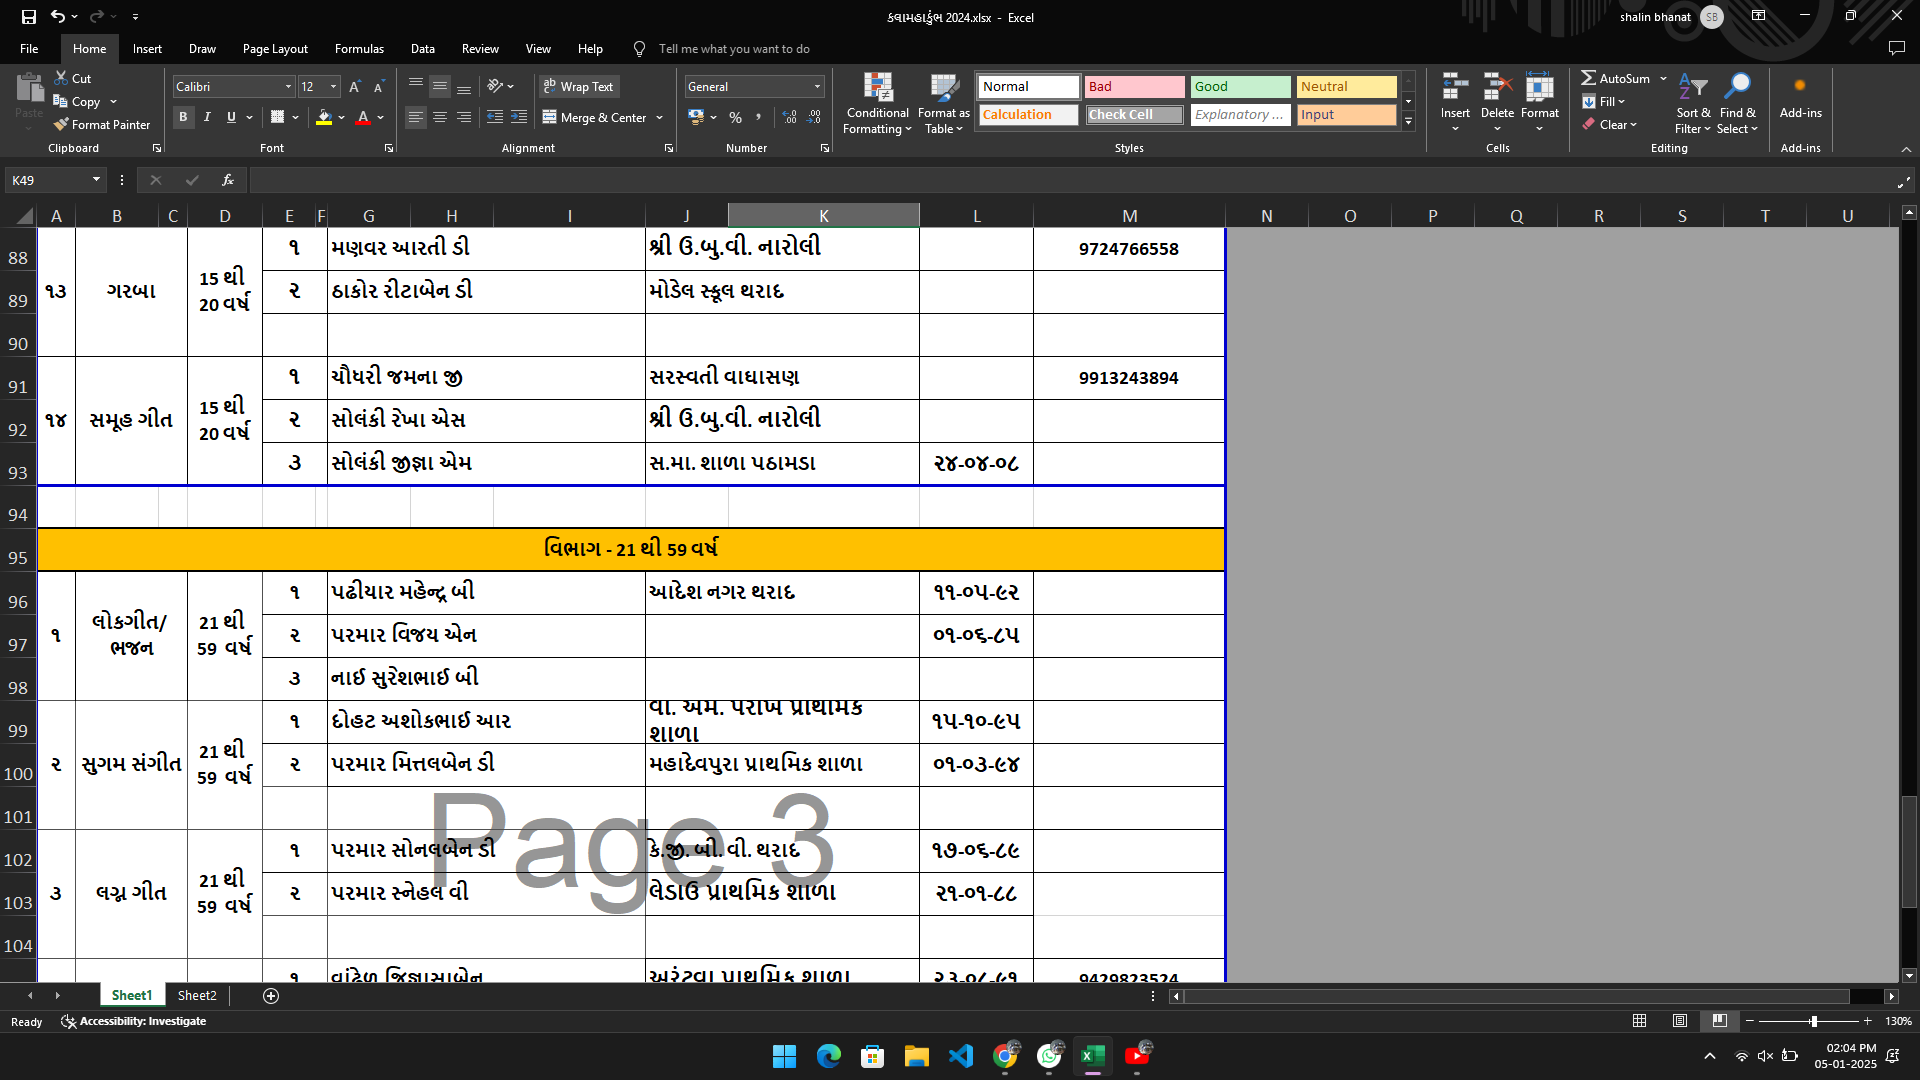 કલામહાકુંભ 2024.xlsx - Excel
shalin bhanat SB
File Home Insert Draw Page Layout Formulas Data Review View Help Tell me what you want to do
Paste
Cut
Copy
Format Painter
Clipboard
Calibri 12
B I U
Font
Wrap Text
Merge & Center
Alignment
General
Number
Conditional Formatting
Format as Table
Normal Bad Good Neutral
Calculation Check Cell Explanatory ... Input
Styles
Insert Delete Format
Cells
AutoSum
Fill
Clear
Sort & Filter
Find & Select
Editing
Add-ins
Add-ins
K49
fx
A B C D E F G H I J K L M N O P Q R S T U
88 ૧ મણવર આરતી ડી શ્રી ઉ.બુ.વી. નારોલી 9724766558
89 ૧૩ ગરબા 15 થી 20 વર્ષ ૨ ઠાકોર રીટાબેન ડી મોડેલ સ્કૂલ થરાદ
90
91 ૧ ચૌધરી જમના જી સરસ્વતી વાઘાસણ 9913243894
92 ૧૪ સમૂહ ગીત 15 થી 20 વર્ષ ૨ સોલંકી રેખા એસ શ્રી ઉ.બુ.વી. નારોલી
93 ૩ સોલંકી જીજ્ઞા એમ સ.મા. શાળા પઠામડા ૨૪-૦૪-૦૮
94
95 વિભાગ - 21 થી 59 વર્ષ
96 ૧ પઢીયાર મહેન્દ્ર બી આદેશ નગર થરાદ ૧૧-૦૫-૯૨
97 ૧ લોકગીત/ ભજન 21 થી 59 વર્ષ ૨ પરમાર વિજય એન ૦૧-૦૬-૮૫
98 ૩ નાઈ સુરેશભાઈ બી
99 ૧ દોહટ અશોકભાઈ આર વી. એમ. પરીખ પ્રાથમિક શાળા ૧૫-૧૦-૯૫
100 ૨ સુગમ સંગીત 21 થી 59 વર્ષ ૨ પરમાર મિત્તલબેન ડી મહાદેવપુરા પ્રાથમિક શાળા ૦૧-૦૩-૯૪
101
Page 3
102 ૧ પરમાર સોનલબેન ડી કે.જી. બી. વી. થરાદ ૧૭-૦૬-૮૯
103 ૩ લગ્ન ગીત 21 થી 59 વર્ષ ૨ પરમાર સ્નેહલ વી લેડાઉ પ્રાથમિક શાળા ૨૧-૦૧-૮૮
104
૧ વાંઢેળ જિજ્ઞાસાબેન અરંટવા પ્રાથમિક શાળા ૨૩-૦૮-૯૧ 9429823524
Sheet1 Sheet2
Ready Accessibility: Investigate 130%
02:04 PM
05-01-2025